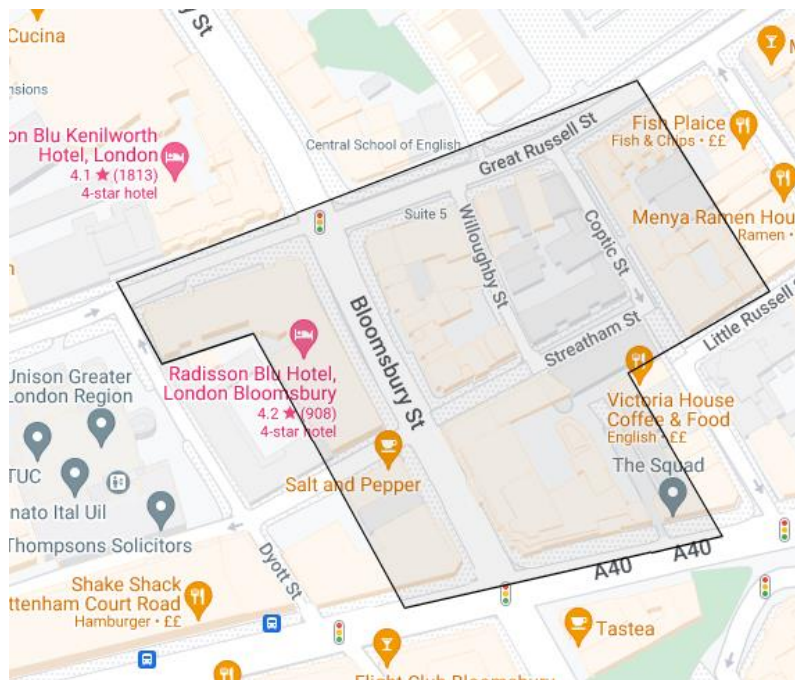 Cucina
y St
nsions
on Blu Kenilworth
Hotel, London
4.1 ★ (1813)
4-star hotel
Central School of English
Great Russell St
Fish Plaice
Fish & Chips • ££
M
Menya Ramen Hou
Ramen •
Suite 5
Willoughby St
Coptic St
n
Bloomsbury St
Streatham St
Little Russell S
Radisson Blu Hotel,
London Bloomsbury
4.2 ★ (908)
4-star hotel
Unison Greater
London Region
Victoria House
Coffee & Food
English • ££
TUC
Salt and Pepper
The Squad
nato Ital Uil
Thompsons Solicitors
Dyott St
A40
A40
Shake Shack
ttenham Court Road
Hamburger • ££
Tastea
Flight Club Bloomsbury